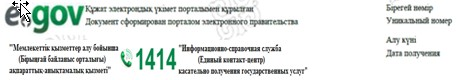 egov
Құжат электрондық үкімет порталымен құрылған
Документ сформирован порталом электронного правительства
Бірегей нөмір
Уникальный номер
"Мемлекеттік қызметтер алу бойынша
(Бірыңғай байланыс орталығы)
ақпараттық-анықтамалық қызметі"
1414
"Информационно-справочная служба
(Единый контакт-центр)
касательно получения государственных услуг"
Алу күні
Дата получения